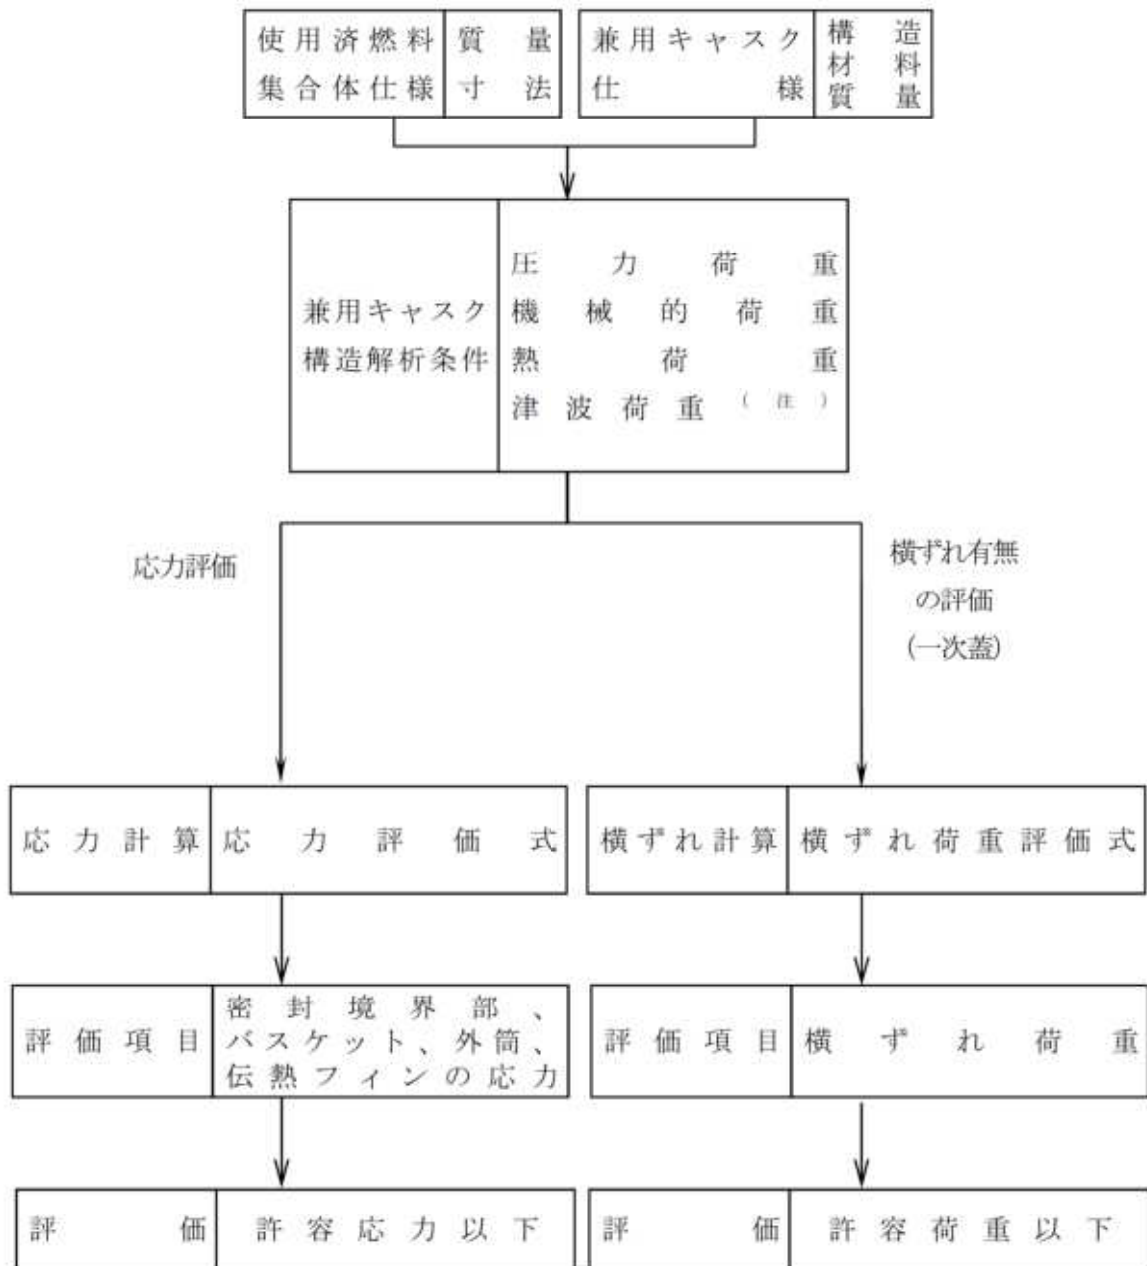 使用済燃料
集合体仕様
質量
寸法
兼用キャスク
仕様
構造
材料
質量
兼用キャスク
構造解析条件
圧力荷重
機械的荷重
熱荷重
津波荷重(注)
応力評価
横ずれ有無
の評価
(一次蓋)
応力計算
応力評価式
横ずれ計算
横ずれ荷重評価式
評価項目
密封境界部、
バスケット、外筒、
伝熱フィンの応力
評価項目
横ずれ荷重
評価
許容応力以下
評価
許容荷重以下